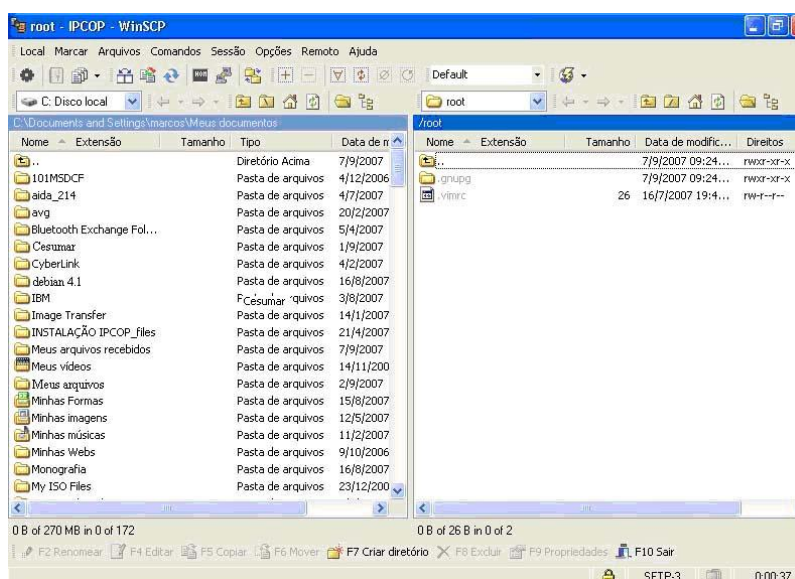 root - IPCOP - WinSCP
Local Marcar Arquivos Comandos Sessão Opções Remoto Ajuda
Default
C: Disco local
root
C:\Documents and Settings\marcos\Meus documentos
/root
Nome Extensão Tamanho Tipo Data de m
Nome Extensão Tamanho Data de modific... Direitos
.. Diretório Acima 7/9/2007
101MSDCF Pasta de arquivos 4/12/2006
aida_214 Pasta de arquivos 4/7/2007
avg Pasta de arquivos 20/2/2007
Bluetooth Exchange Fol... Pasta de arquivos 5/4/2007
Cesumar Pasta de arquivos 1/9/2007
CyberLink Pasta de arquivos 4/2/2007
debian 4.1 Pasta de arquivos 16/8/2007
IBM Cesumar quivos 3/8/2007
Image Transfer Pasta de arquivos 14/1/2007
INSTALAÇÃO IPCOP_files Pasta de arquivos 21/4/2007
Meus arquivos recebidos Pasta de arquivos 7/9/2007
Meus vídeos Pasta de arquivos 14/11/200
Meus arquivos Pasta de arquivos 2/9/2007
Minhas Formas Pasta de arquivos 15/8/2007
Minhas imagens Pasta de arquivos 12/5/2007
Minhas músicas Pasta de arquivos 11/2/2007
Minhas Webs Pasta de arquivos 9/10/2006
Monografia Pasta de arquivos 16/8/2007
My ISO Files Pasta de arquivos 23/12/200
.. 7/9/2007 09:24... rwxr-xr-x
.gnupg 7/9/2007 09:24... rwxr-xr-x
.vimrc 26 16/7/2007 19:4... rw-r--r--
0 B of 270 MB in 0 of 172
0 B of 26 B in 0 of 2
F2 Renomear F4 Editar F5 Copiar F6 Mover F7 Criar diretório F8 Excluir F9 Propriedades F10 Sair
SFTP-3 0:00:37